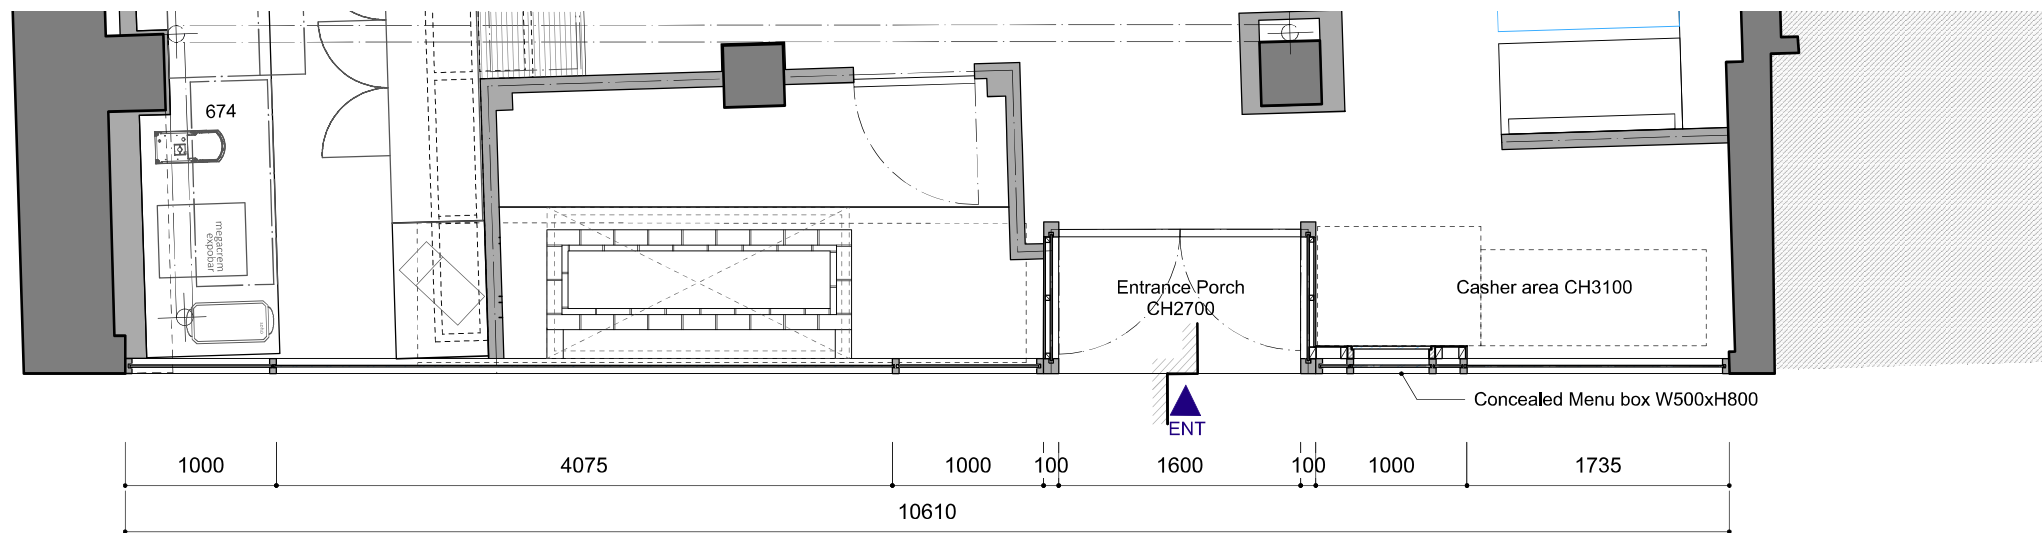 674
megacrem
expobar
Entrance Porch
CH2700
Casher area CH3100
Concealed Menu box W500xH800
ENT
1000
4075
1000
100
1600
100
1000
1735
10610